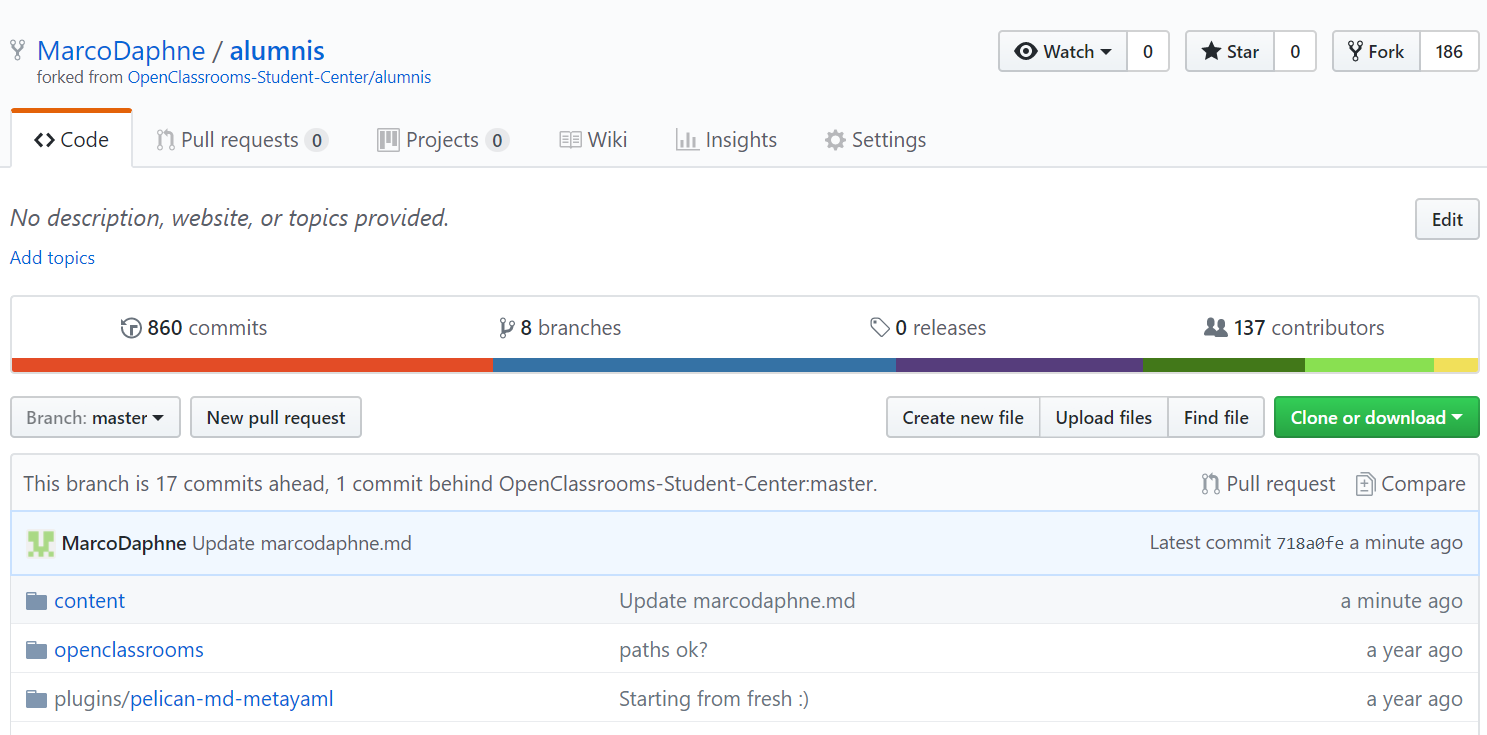 MarcoDaphne / alumnis
forked from OpenClassrooms-Student-Center/alumnis
Watch 0 Star 0 Fork 186
Code Pull requests 0 Projects 0 Wiki Insights Settings
No description, website, or topics provided. Edit
Add topics
860 commits 8 branches 0 releases 137 contributors
Branch: master New pull request Create new file Upload files Find file Clone or download
This branch is 17 commits ahead, 1 commit behind OpenClassrooms-Student-Center:master. Pull request Compare
MarcoDaphne Update marcodaphne.md Latest commit 718a0fe a minute ago
content Update marcodaphne.md a minute ago
openclassrooms paths ok? a year ago
plugins/pelican-md-metayaml Starting from fresh :) a year ago